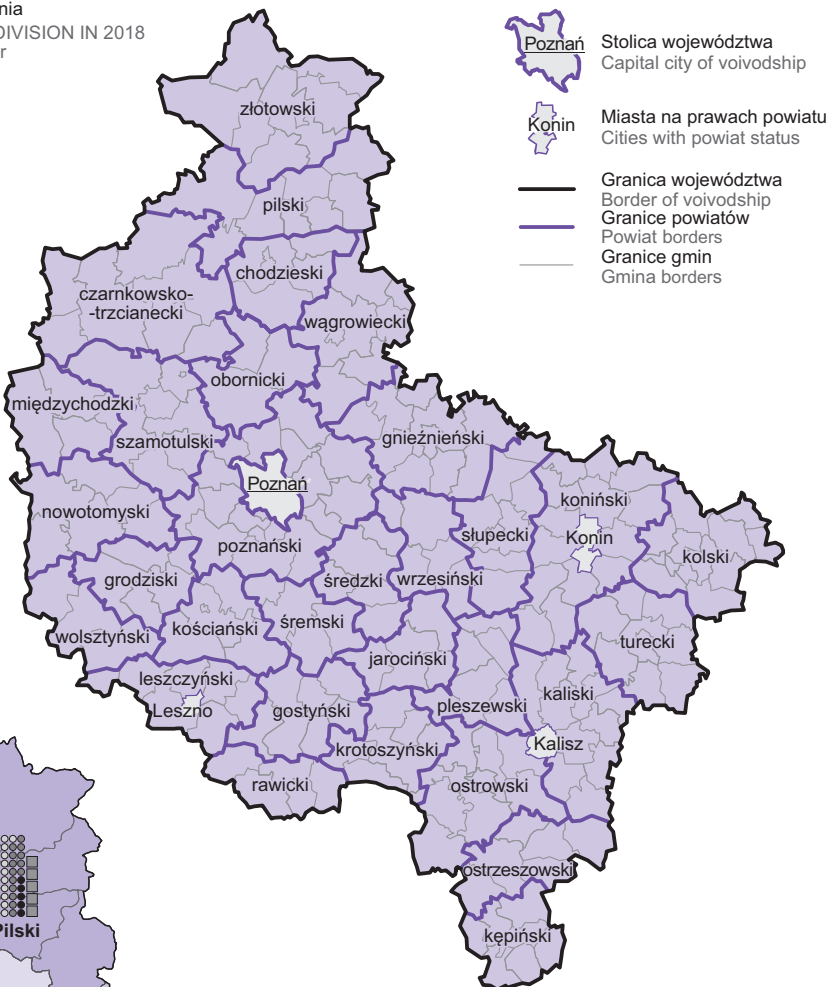 nia
DIVISION IN 2018
r
Poznań
Stolica województwa
Capital city of voivodship
Konin
Miasta na prawach powiatu
Cities with powiat status
Granica województwa
Border of voivodship
Granice powiatów
Powiat borders
Granice gmin
Gmina borders
złotowski
pilski
chodzieski
czarnkowsko-
-trzcianecki
wągrowiecki
obornicki
międzychodzki
szamotulski
gnieźnieński
Poznań
koniński
nowotomyski
słupecki
Konin
poznański
kolski
grodziski
średzki
wrzesiński
wolsztyński
kościański
śremski
turecki
jarociński
leszczyński
kaliski
Leszno
gostyński
pleszewski
krotoszyński
Kalisz
rawicki
ostrowski
ostrzeszowski
Pilski
kępiński